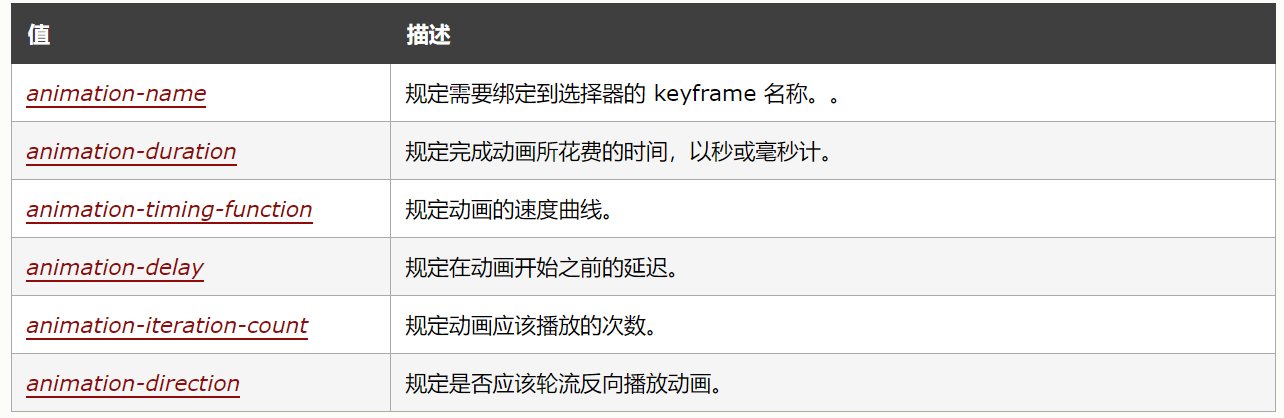 值 描述
animation-name 规定需要绑定到选择器的 keyframe 名称。。
animation-duration 规定完成动画所花费的时间，以秒或毫秒计。
animation-timing-function 规定动画的速度曲线。
animation-delay 规定在动画开始之前的延迟。
animation-iteration-count 规定动画应该播放的次数。
animation-direction 规定是否应该轮流反向播放动画。